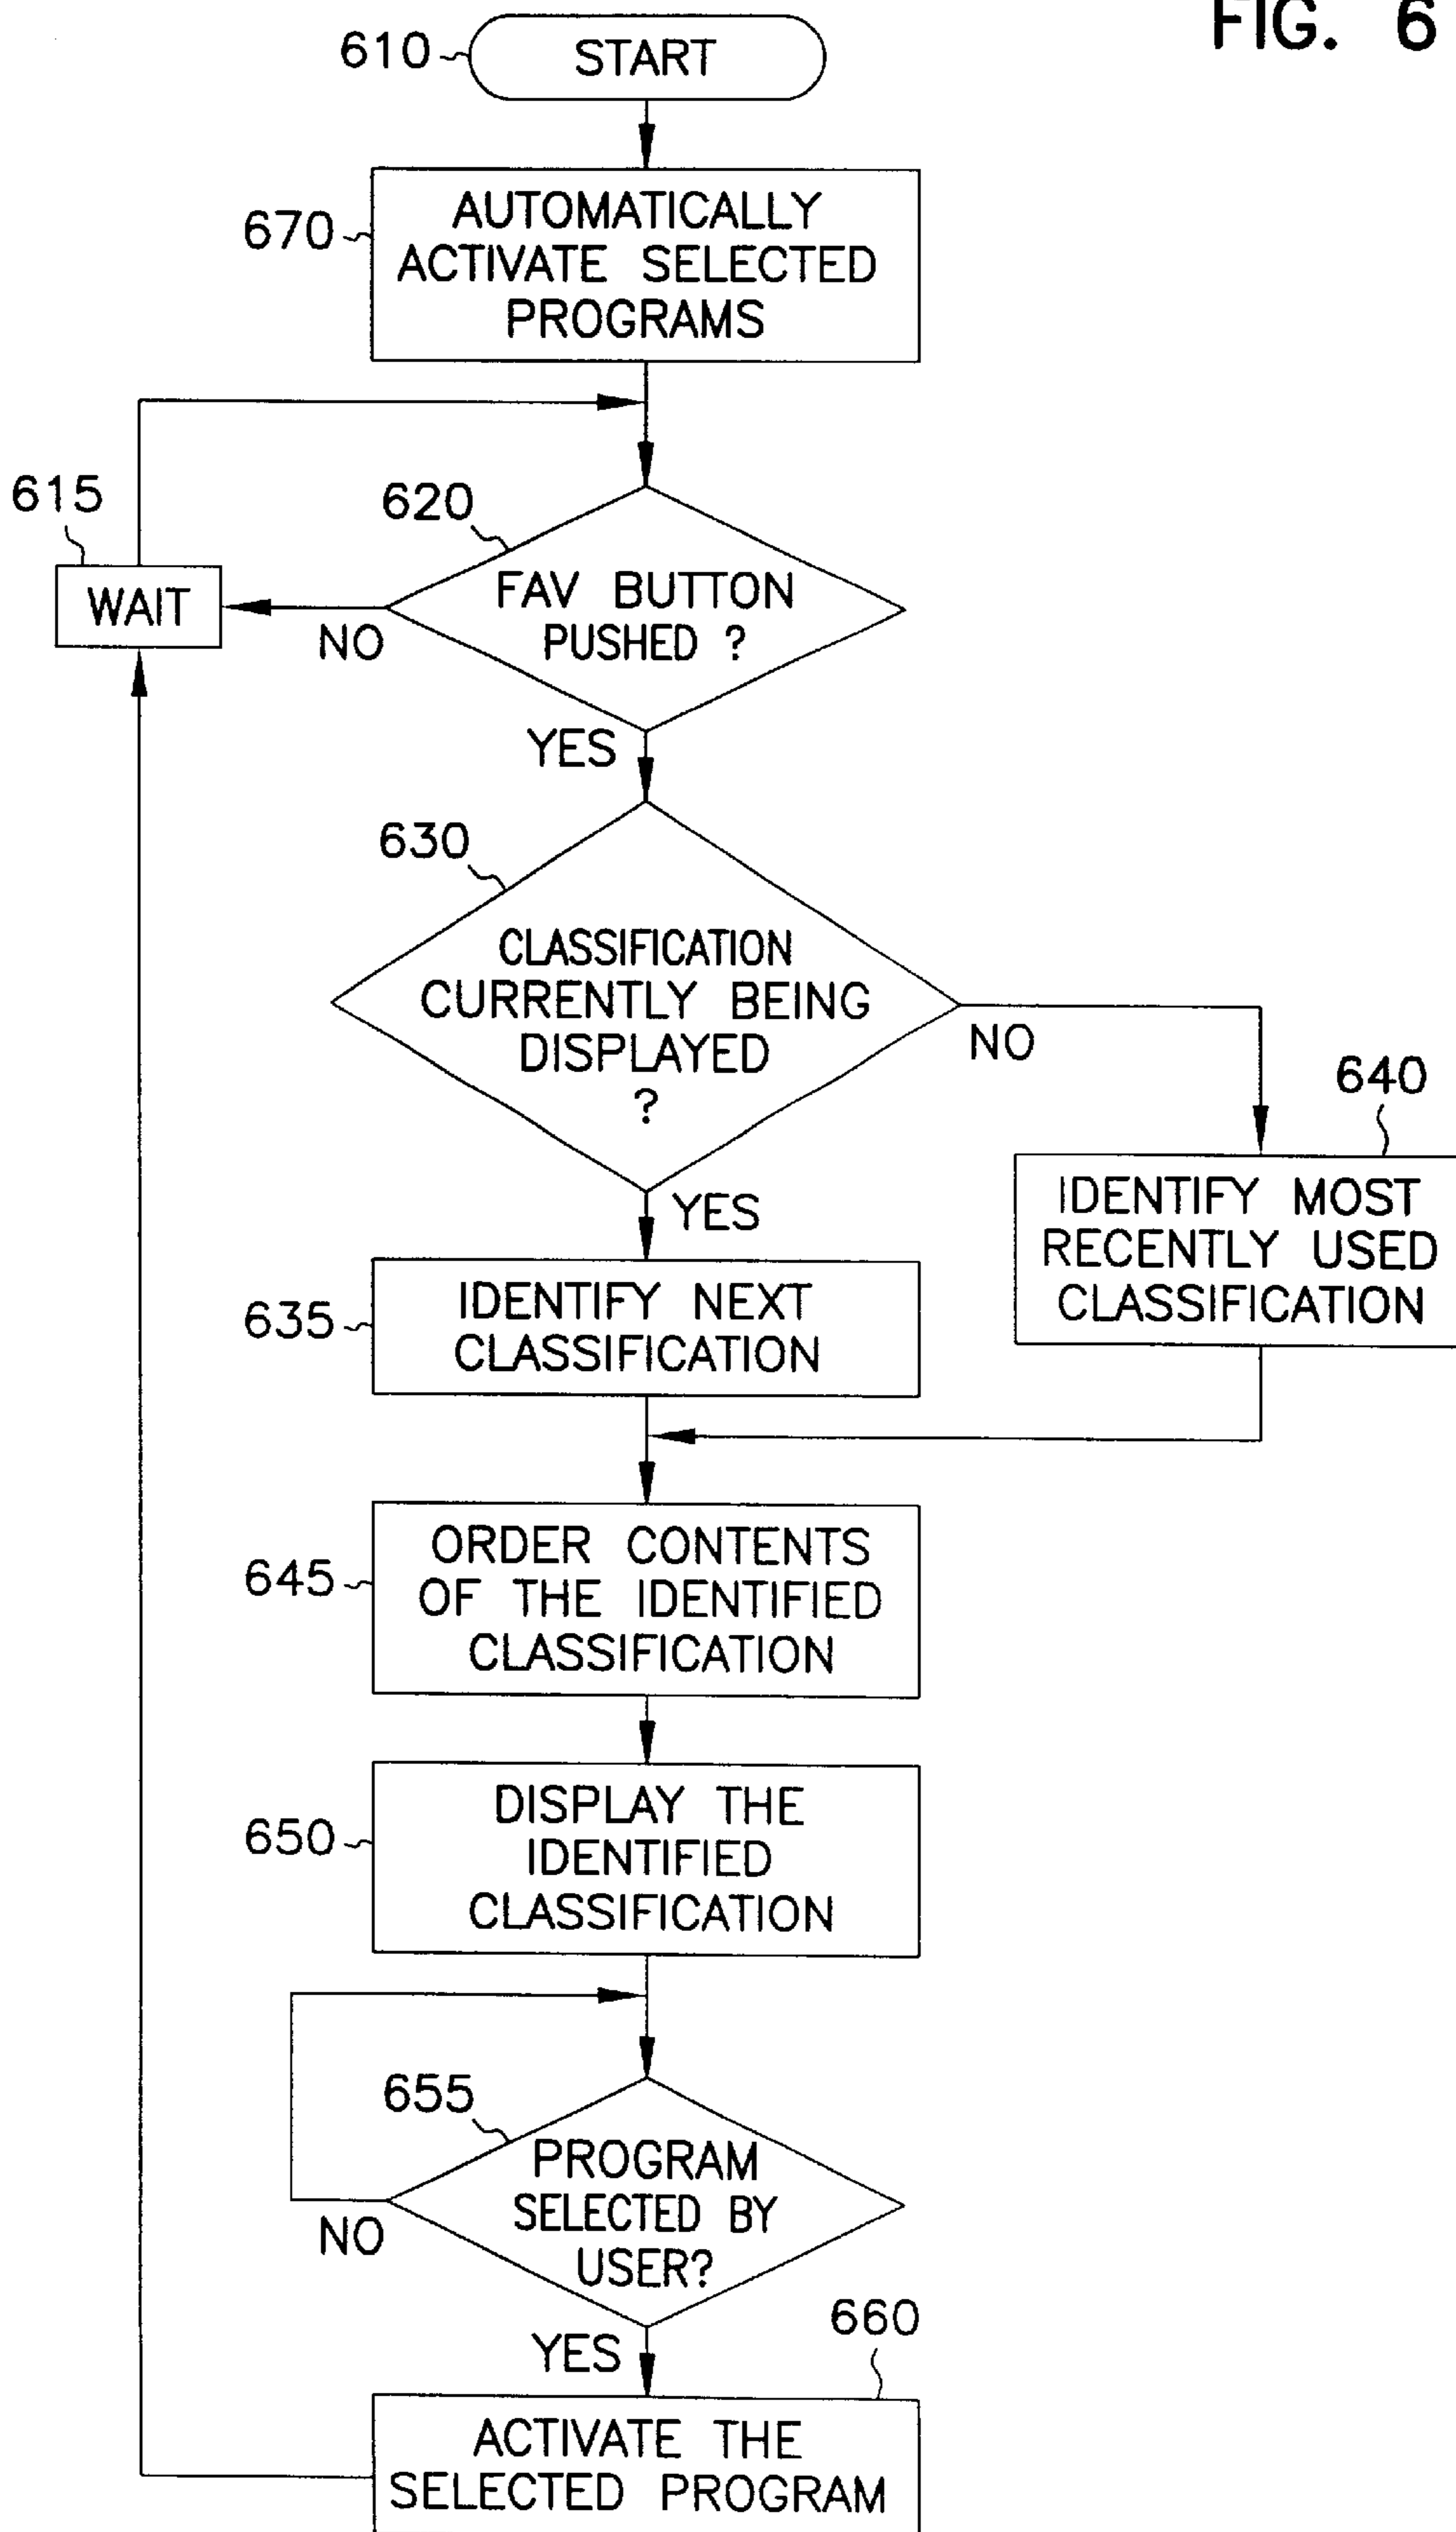 FIG. 6
610
START
670
AUTOMATICALLY
ACTIVATE SELECTED
PROGRAMS
615
WAIT
620
FAV BUTTON
PUSHED ?
NO
YES
630
CLASSIFICATION
CURRENTLY BEING
DISPLAYED
?
NO
YES
640
IDENTIFY MOST
RECENTLY USED
CLASSIFICATION
635
IDENTIFY NEXT
CLASSIFICATION
645
ORDER CONTENTS
OF THE IDENTIFIED
CLASSIFICATION
650
DISPLAY THE
IDENTIFIED
CLASSIFICATION
655
PROGRAM
SELECTED BY
USER?
NO
YES
660
ACTIVATE THE
SELECTED PROGRAM